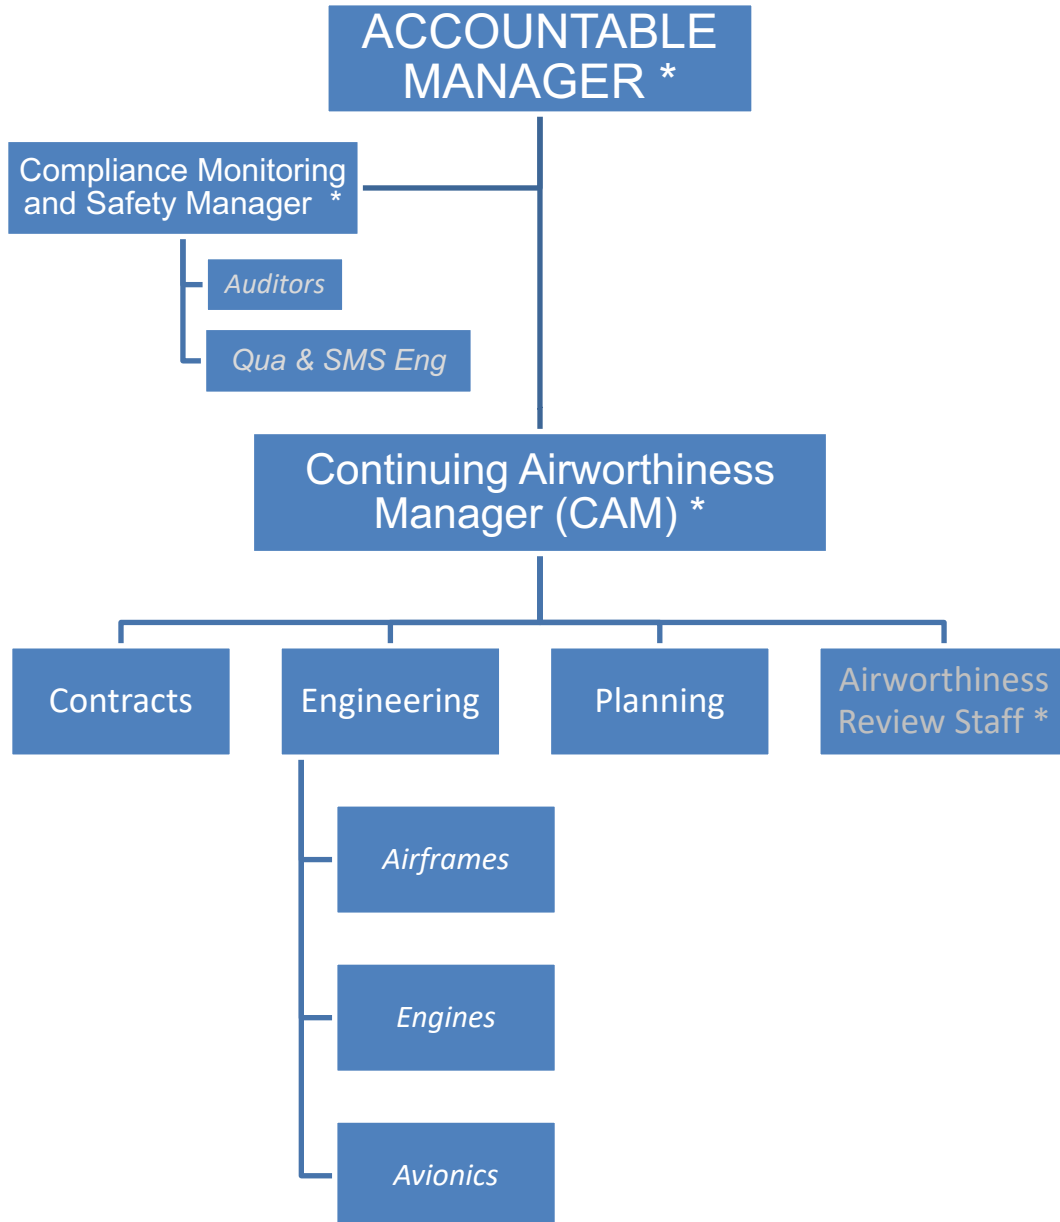 ACCOUNTABLE
MANAGER *
Compliance Monitoring
and Safety Manager *
Auditors
Qua & SMS Eng
Continuing Airworthiness
Manager (CAM) *
Contracts
Engineering
Planning
Airworthiness
Review Staff *
Airframes
Engines
Avionics